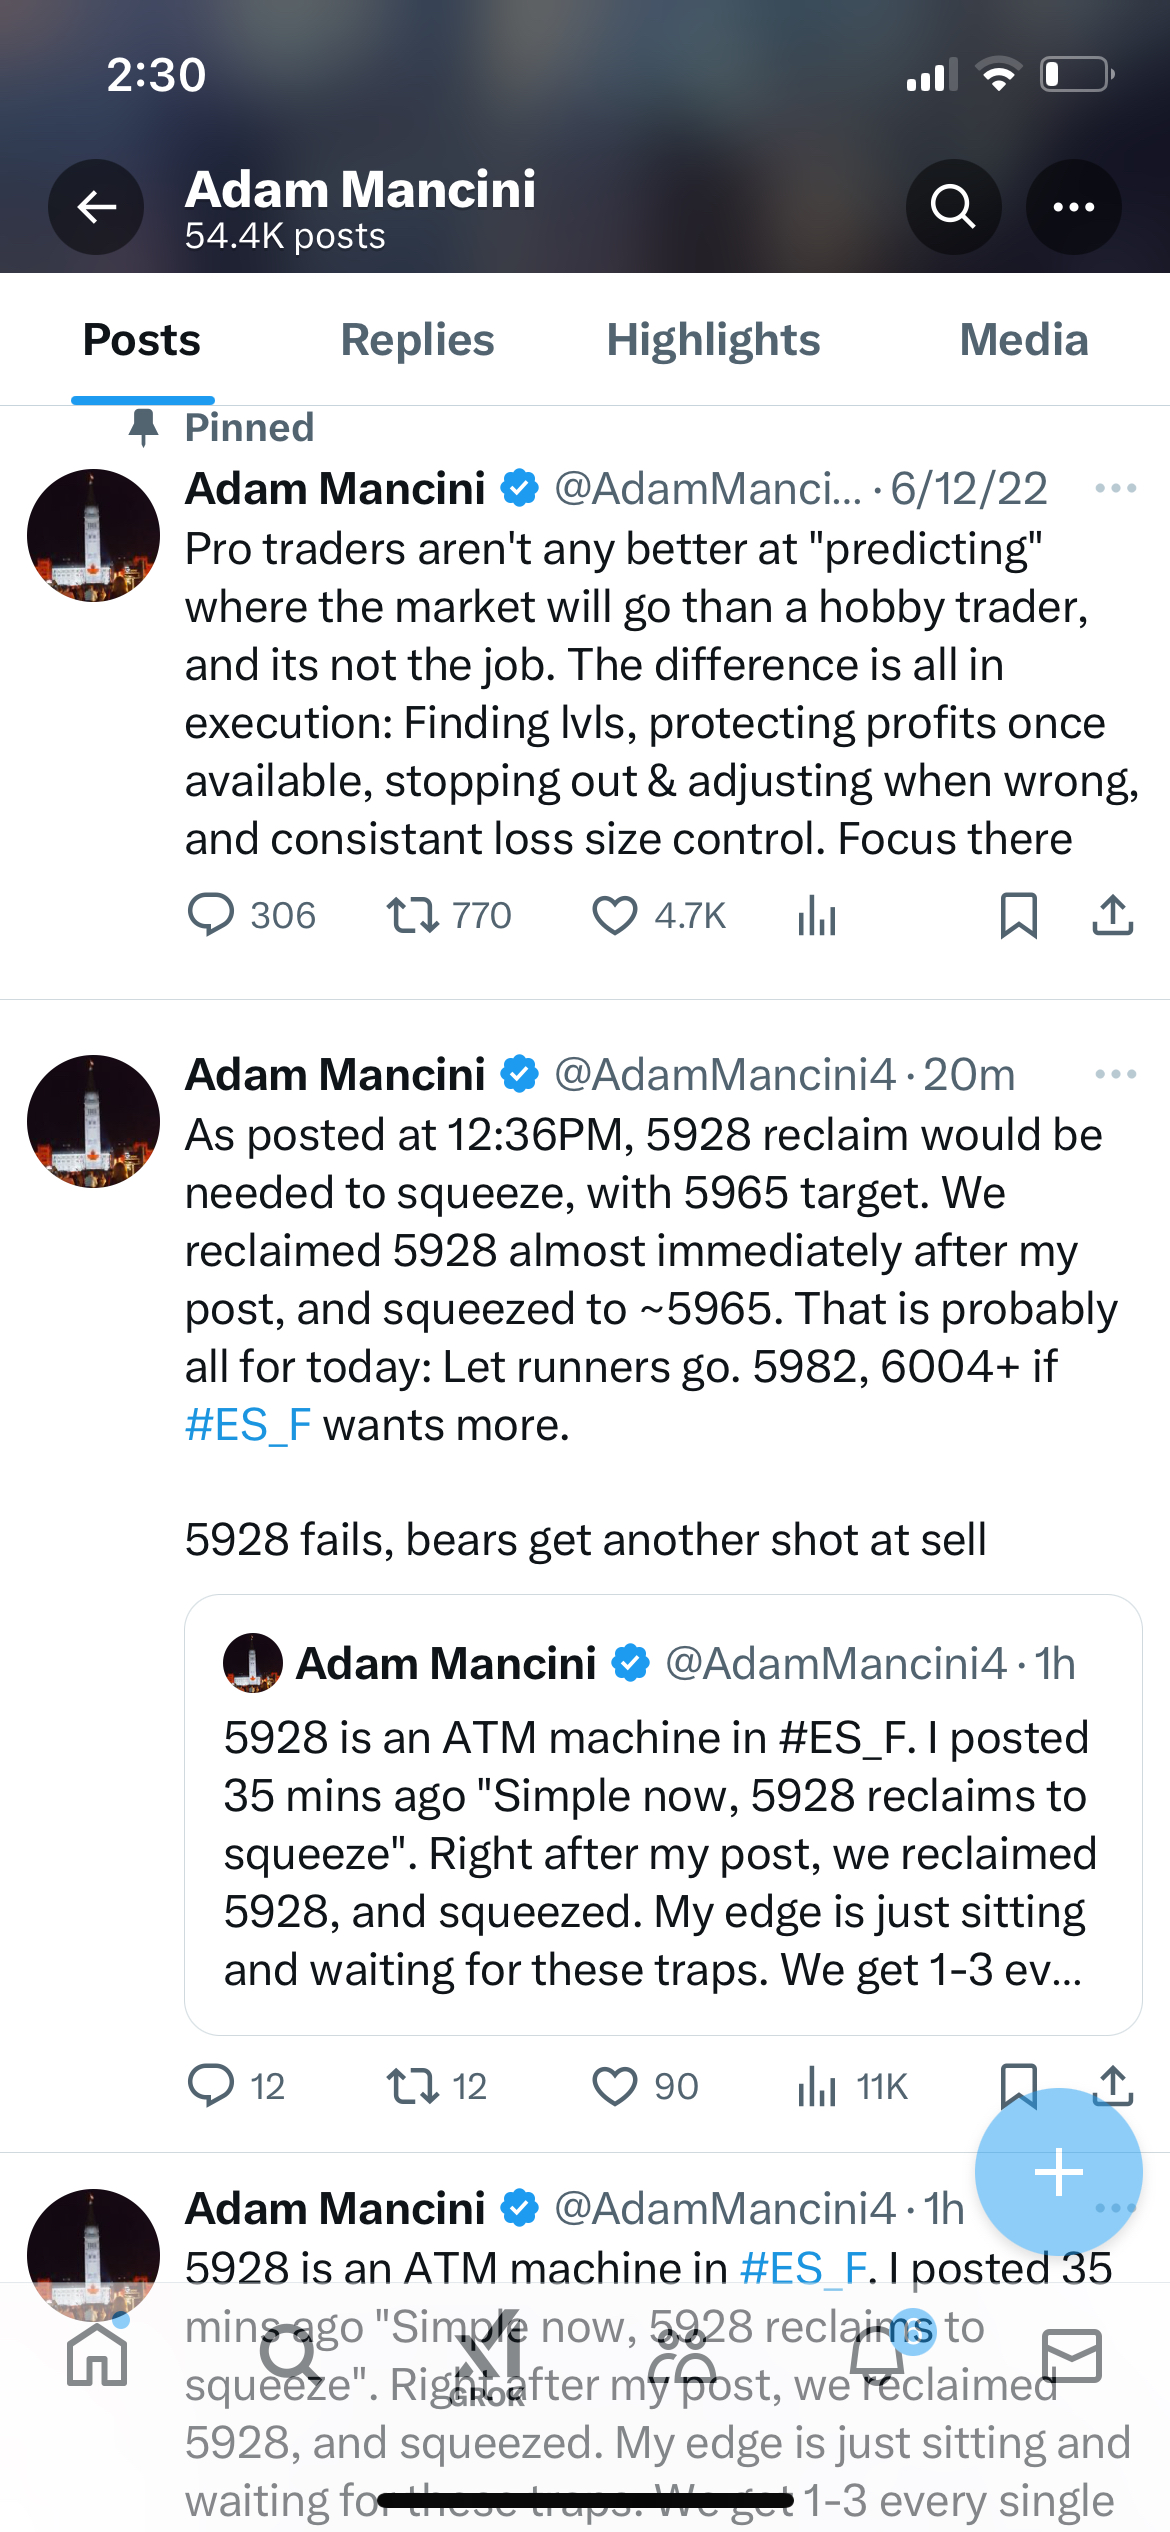 2:30
Adam Mancini
54.4K posts
Posts Replies Highlights Media
Pinned
Adam Mancini @AdamManci... · 6/12/22
Pro traders aren't any better at "predicting"
where the market will go than a hobby trader,
and its not the job. The difference is all in
execution: Finding lvls, protecting profits once
available, stopping out & adjusting when wrong,
and consistant loss size control. Focus there
306 770 4.7K
Adam Mancini @AdamMancini4 · 20m
As posted at 12:36PM, 5928 reclaim would be
needed to squeeze, with 5965 target. We
reclaimed 5928 almost immediately after my
post, and squeezed to ~5965. That is probably
all for today: Let runners go. 5982, 6004+ if
#ES_F wants more.
5928 fails, bears get another shot at sell
Adam Mancini @AdamMancini4 · 1h
5928 is an ATM machine in #ES_F. I posted
35 mins ago "Simple now, 5928 reclaims to
squeeze". Right after my post, we reclaimed
5928, and squeezed. My edge is just sitting
and waiting for these traps. We get 1-3 ev...
12 12 90 11K
Adam Mancini @AdamMancini4 · 1h
5928 is an ATM machine in #ES_F. I posted 35
mins ago "Simple now, 5928 reclaims to
squeeze". Right after my post, we reclaimed
GROK
5928, and squeezed. My edge is just sitting and
waiting for these traps. We get 1-3 every single